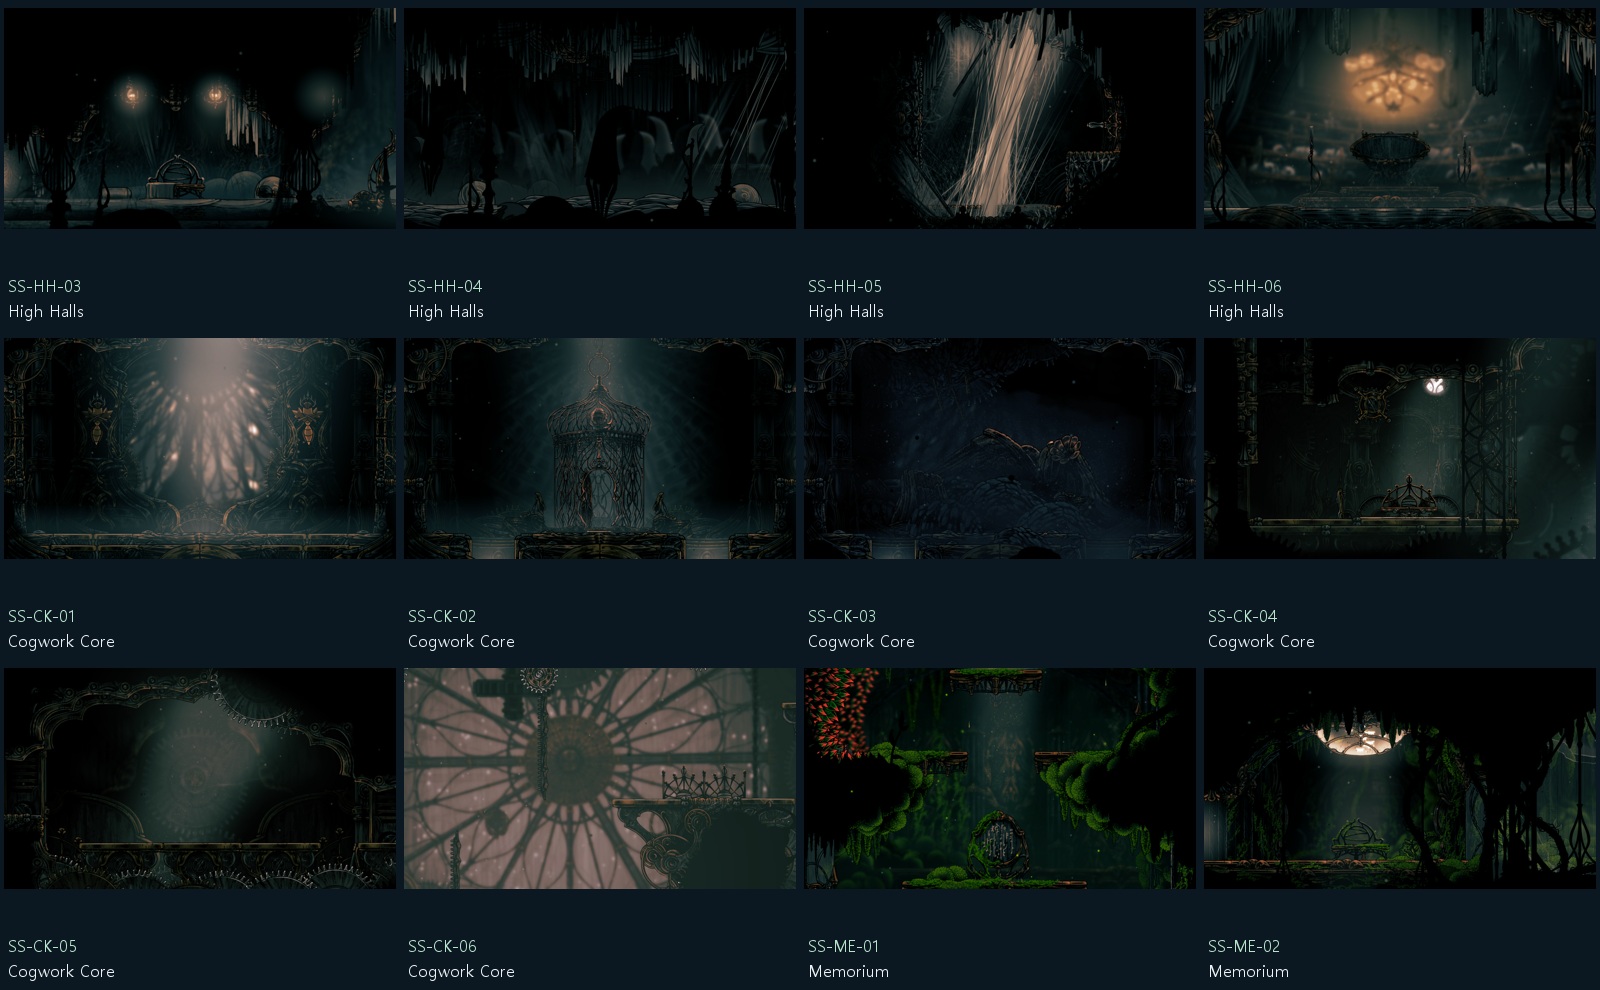 SS-HH-03
High Halls
SS-HH-04
High Halls
SS-HH-05
High Halls
SS-HH-06
High Halls
SS-CK-01
Cogwork Core
SS-CK-02
Cogwork Core
SS-CK-03
Cogwork Core
SS-CK-04
Cogwork Core
SS-CK-05
Cogwork Core
SS-CK-06
Cogwork Core
SS-ME-01
Memorium
SS-ME-02
Memorium